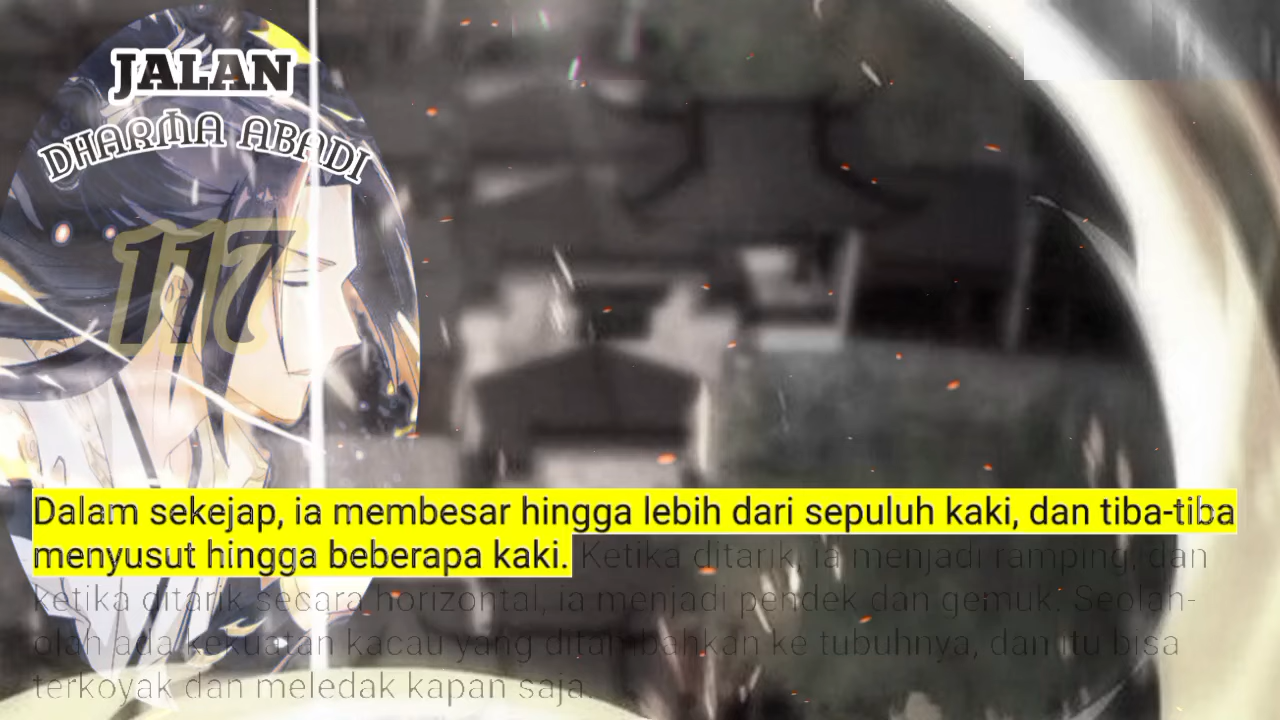 JALAN
DHARMA ABADI
117
Dalam sekejap, ia membesar hingga lebih dari sepuluh kaki, dan tiba-tiba
menyusut hingga beberapa kaki. Ketika ditarik, ia menjadi ramping, dan
ketika ditarik secara horizontal, ia menjadi pendek dan gemuk. Seolah-
olah ada kekuatan kacau yang ditambahkan ke tubuhnya, dan itu bisa
terkoyak dan meledak kapan saja.